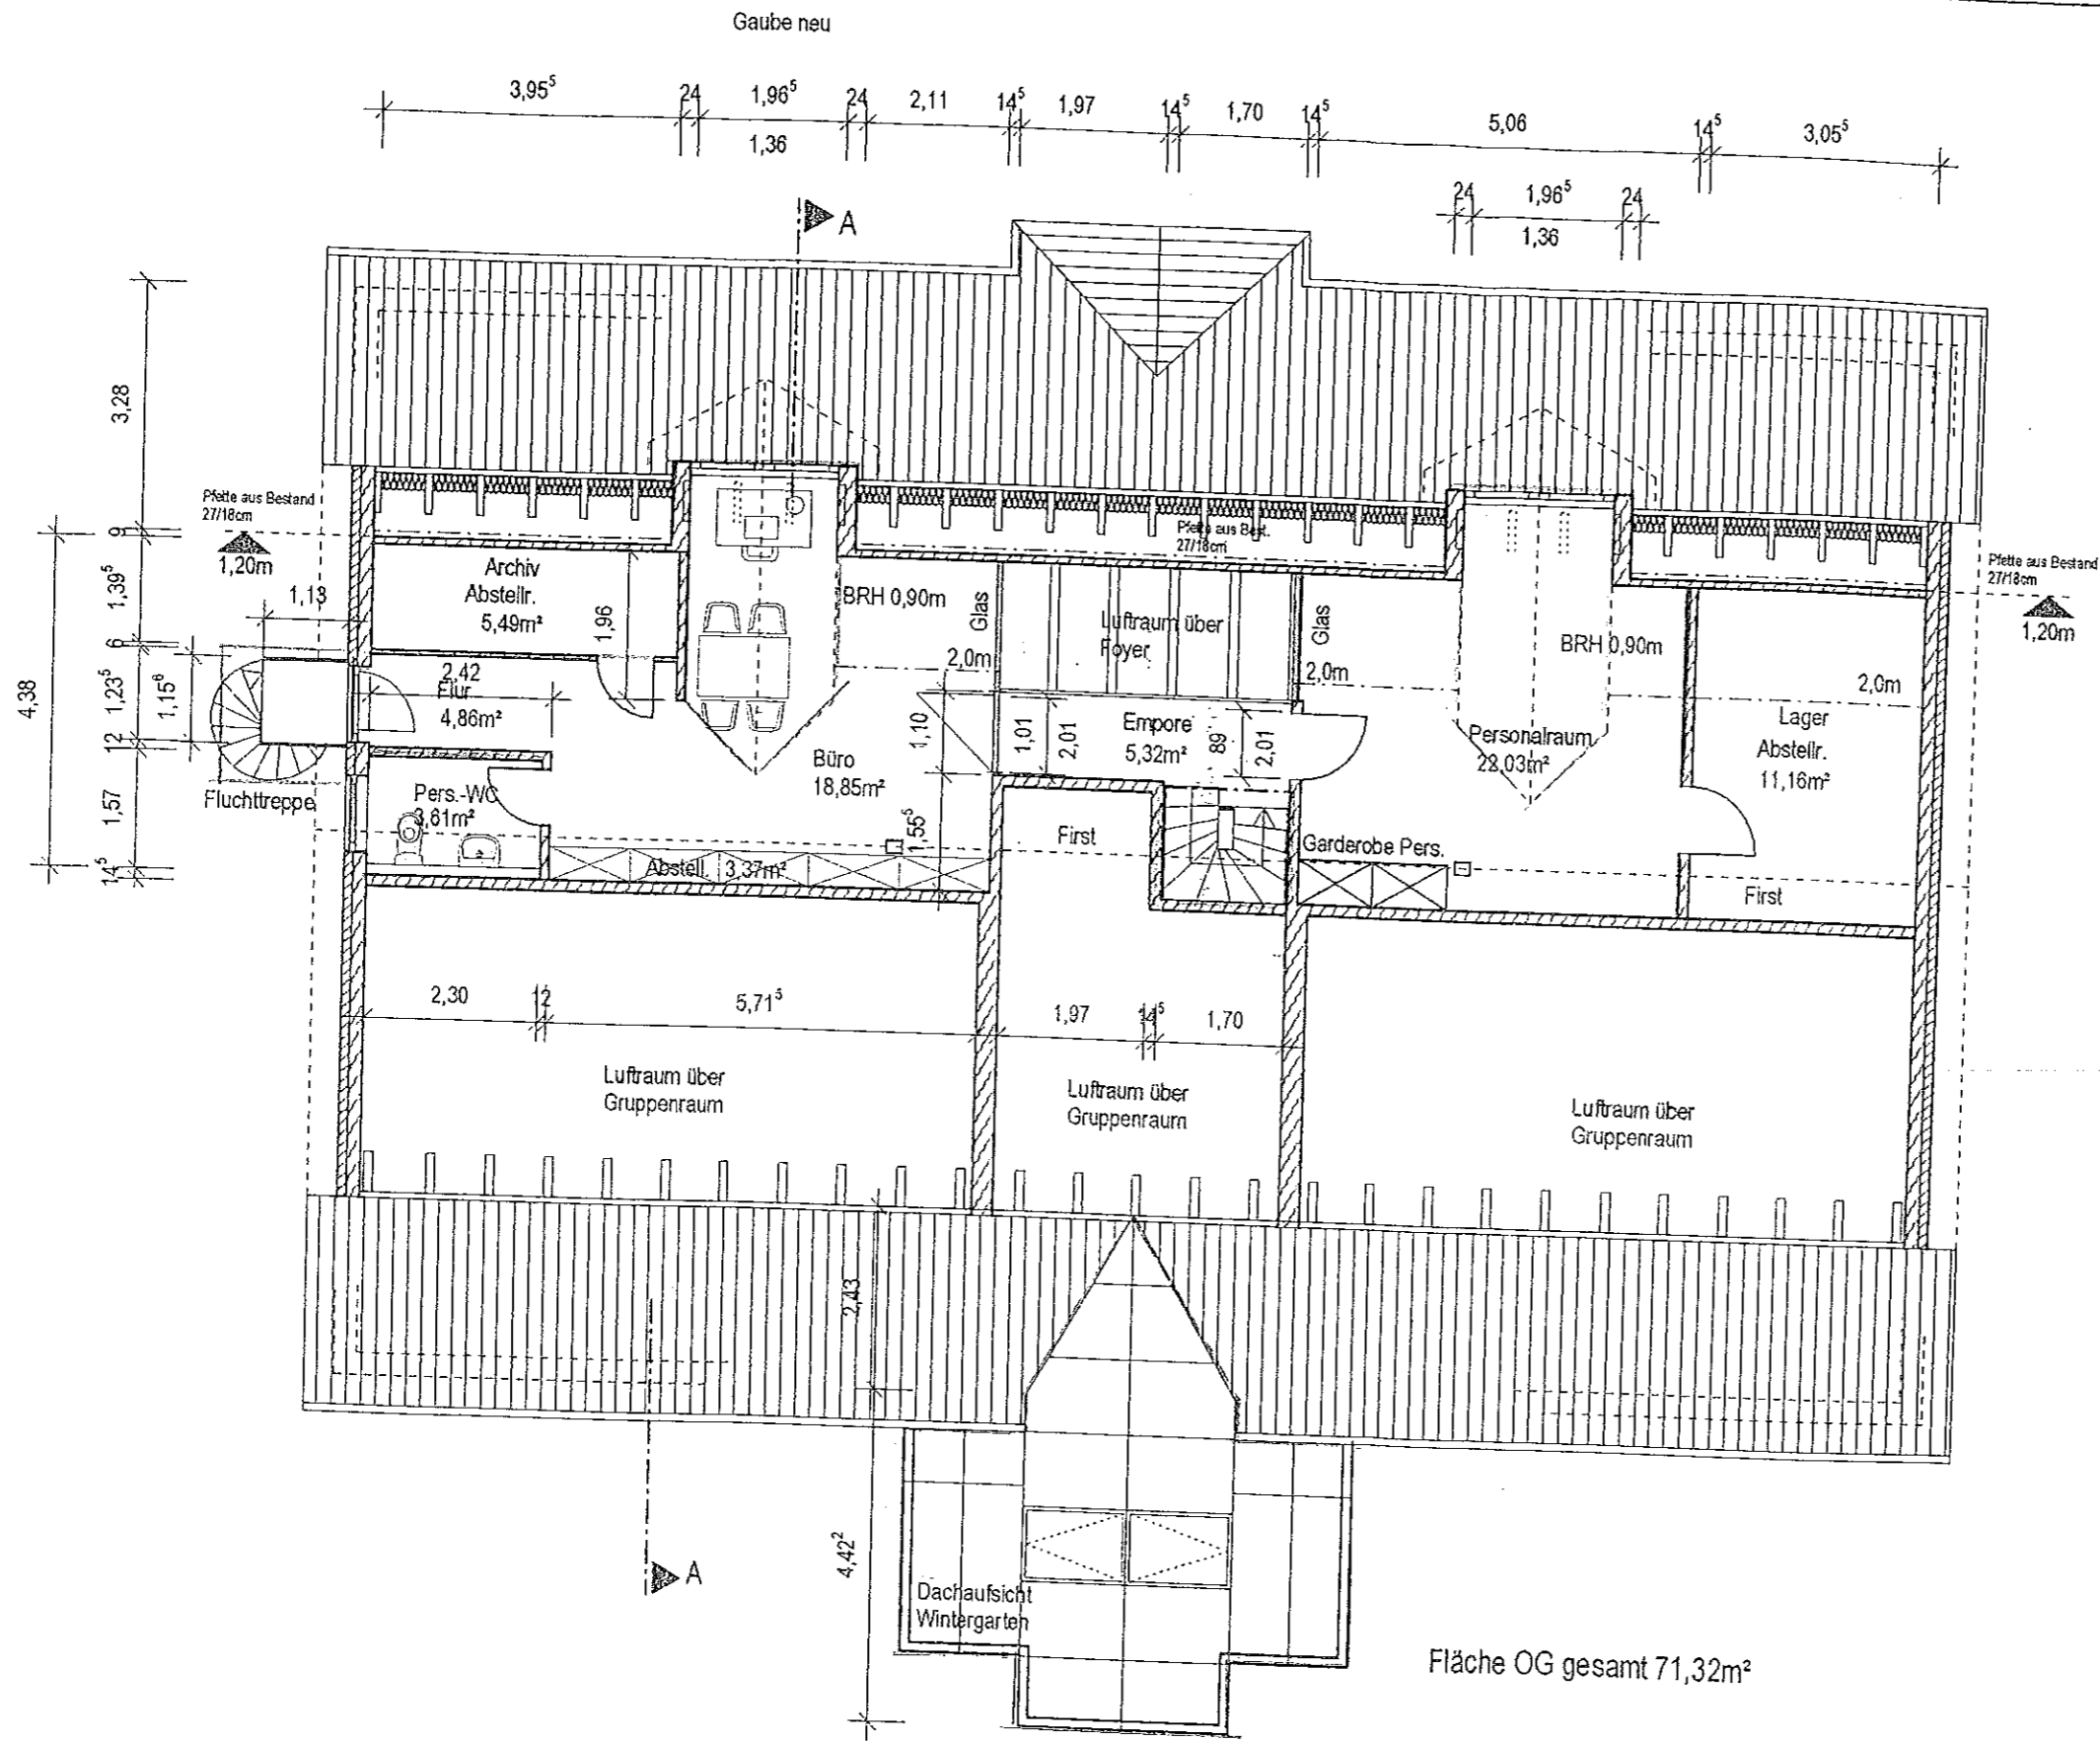 Gaube neu
3,95⁵ 24 1,96⁵ 24 2,11 14⁵ 1,97 14⁵ 1,70 14⁵ 5,06 14⁵ 3,05⁵
1,36
24 1,96⁵ 24
1,36
A
3,28
9
1,39⁵
6
1,23⁵
12
1,57
14⁵
4,38
1,15⁶
1,13
Pfette aus Bestand
27/18cm
1,20m
Archiv
Abstellr.
5,49m²
1,96
2,42
Flur
4,86m²
Fluchttreppe
Pers.-WC
3,61m²
BRH 0,90m
2,0m
Büro
18,85m²
Abstell. 3,37m²
1,10
1,55⁵
Glas
Pfette aus Best.
27/18cm
Luftraum über
Foyer
1,01
2,01
Empore
5,32m²
89
2,01
First
Glas
2,0m
BRH 0,90m
Personalraum
22,03m²
Garderobe Pers.
2,0m
Lager
Abstellr.
11,16m²
First
Pfette aus Bestand
27/18cm
1,20m
2,30 12 5,71⁵ 1,97 14⁵ 1,70
Luftraum über
Gruppenraum
Luftraum über
Gruppenraum
Luftraum über
Gruppenraum
2,43
4,42²
A
Dachaufsicht
Wintergarten
Fläche OG gesamt 71,32m²